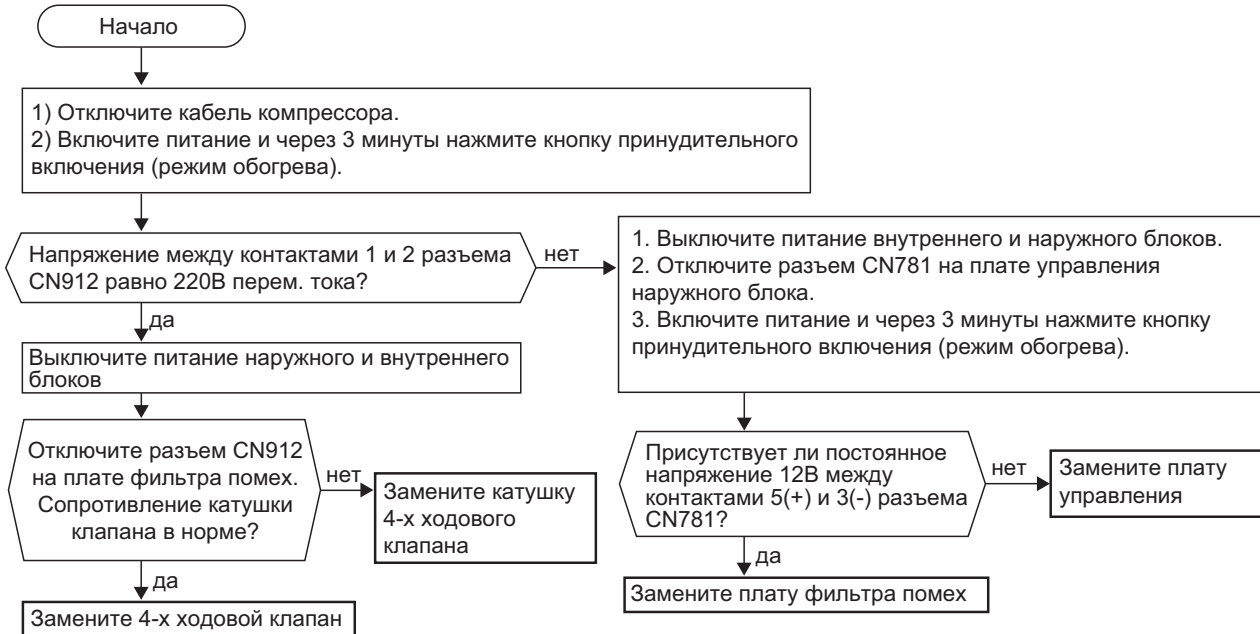 Начало
1) Отключите кабель компрессора.
2) Включите питание и через 3 минуты нажмите кнопку принудительного
включения (режим обогрева).
Напряжение между контактами 1 и 2 разъема
CN912 равно 220В перем. тока?
нет
да
1. Выключите питание внутреннего и наружного блоков.
2. Отключите разъем CN781 на плате управления
наружного блока.
3. Включите питание и через 3 минуты нажмите кнопку
принудительного включения (режим обогрева).
Выключите питание наружного и внутреннего
блоков
Отключите разъем CN912
на плате фильтра помех.
Сопротивление катушки
клапана в норме?
нет
Замените катушку
4-х ходового
клапана
да
Замените 4-х ходовой клапан
Присутствует ли постоянное
напряжение 12В между
контактами 5(+) и 3(-) разъема
CN781?
нет
Замените плату
управления
да
Замените плату фильтра помех